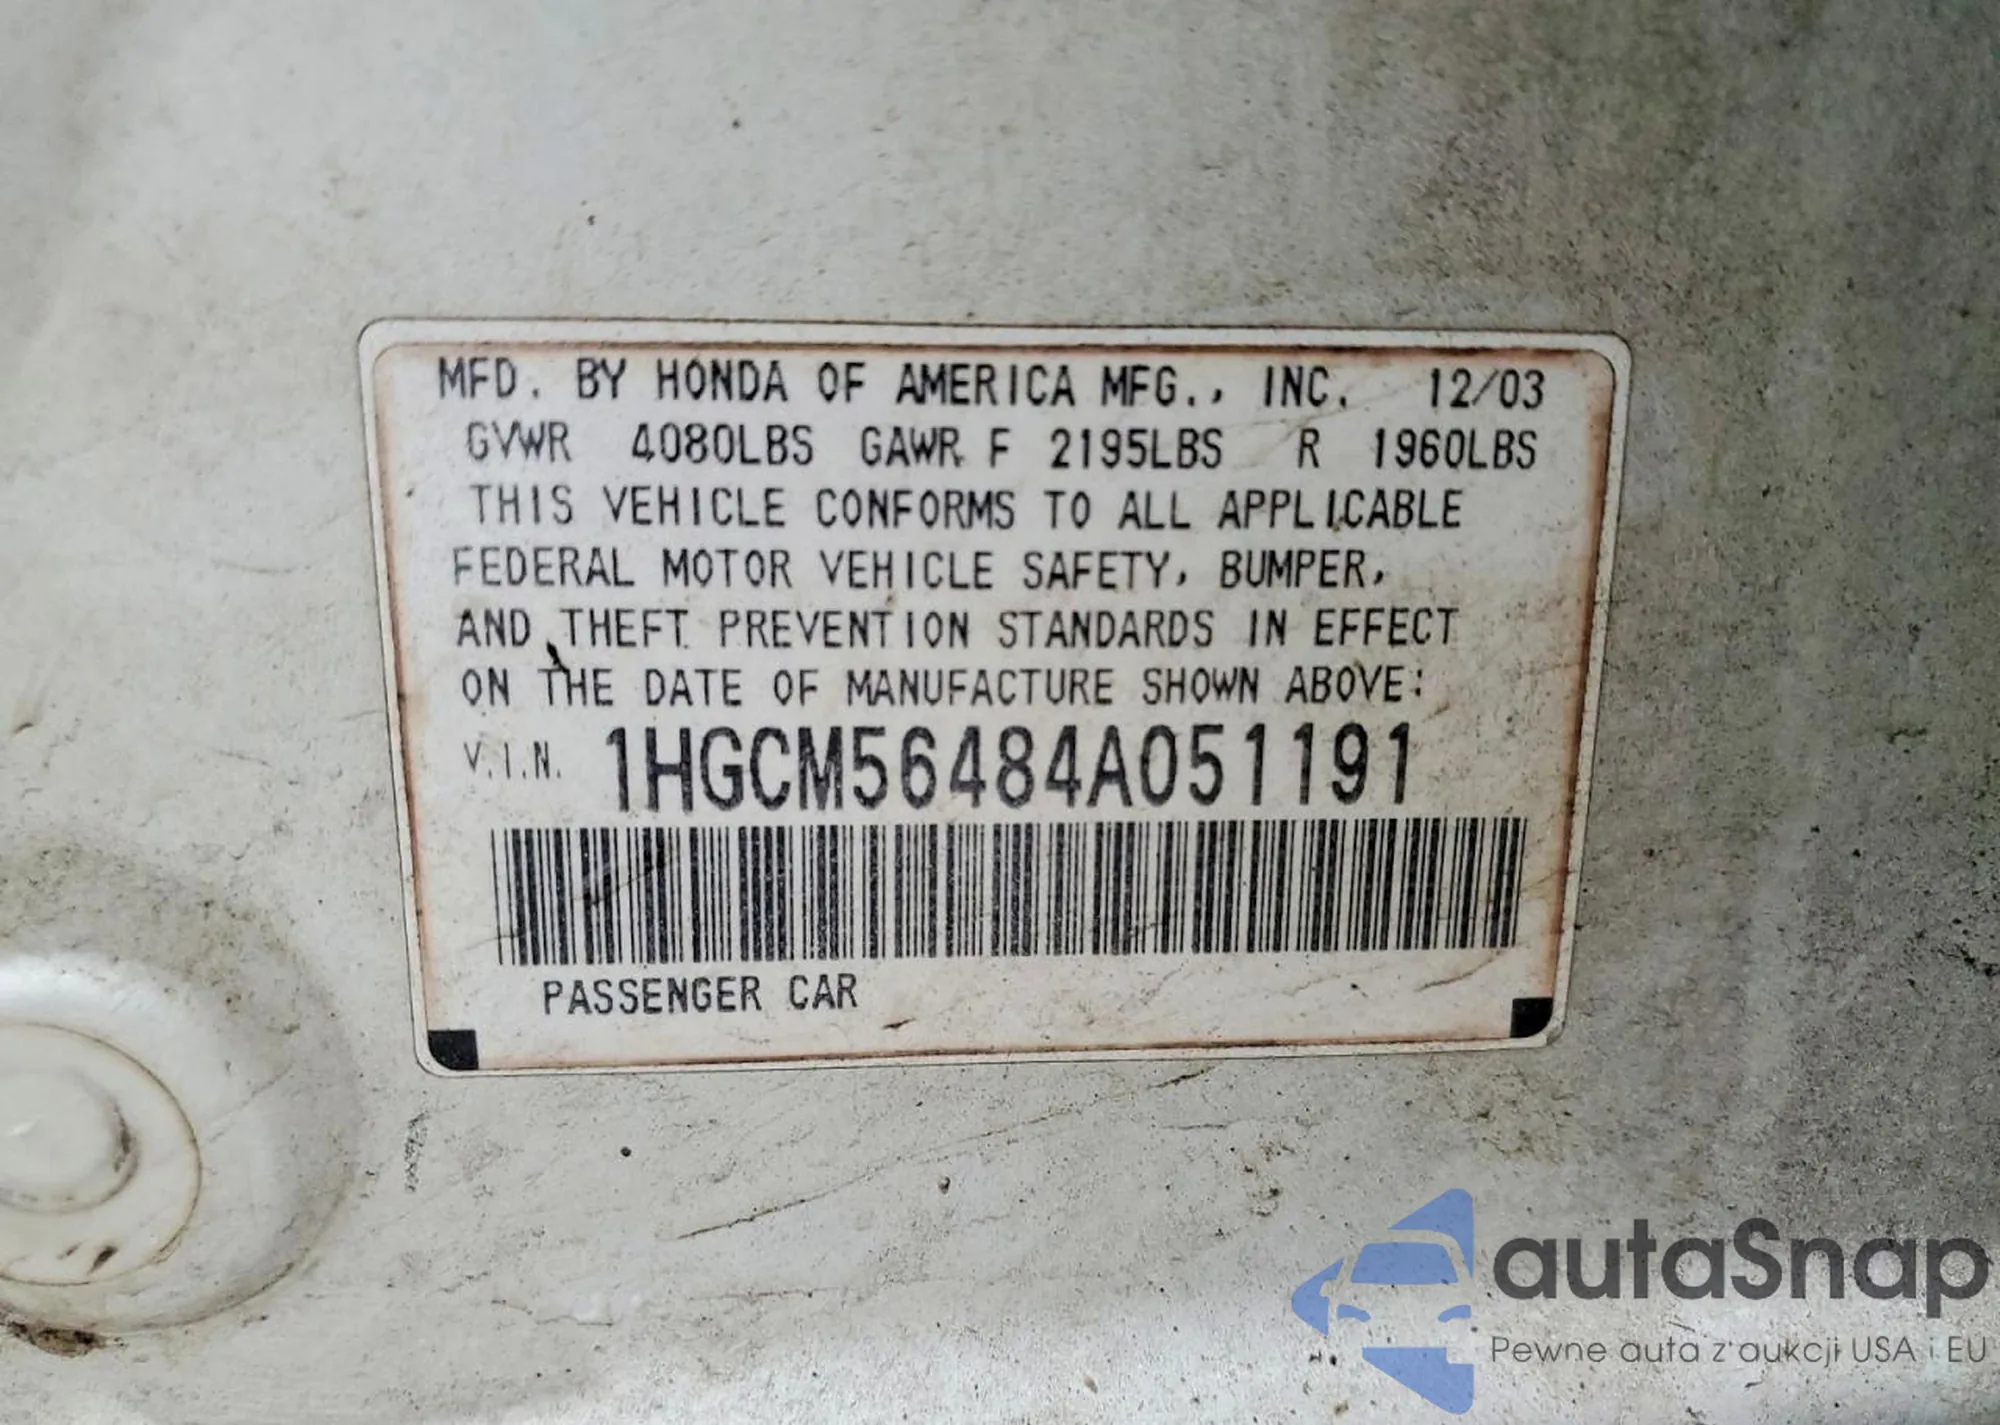 MFD. BY HONDA OF AMERICA MFG., INC. 12/03
GVWR 4080LBS GAWR F 2195LBS R 1960LBS
THIS VEHICLE CONFORMS TO ALL APPLICABLE
FEDERAL MOTOR VEHICLE SAFETY, BUMPER,
AND THEFT PREVENTION STANDARDS IN EFFECT
ON THE DATE OF MANUFACTURE SHOWN ABOVE:
V.I.N. 1HGCM56484A051191
PASSENGER CAR
autaSnap
Pewne auta z aukcji USA i EU